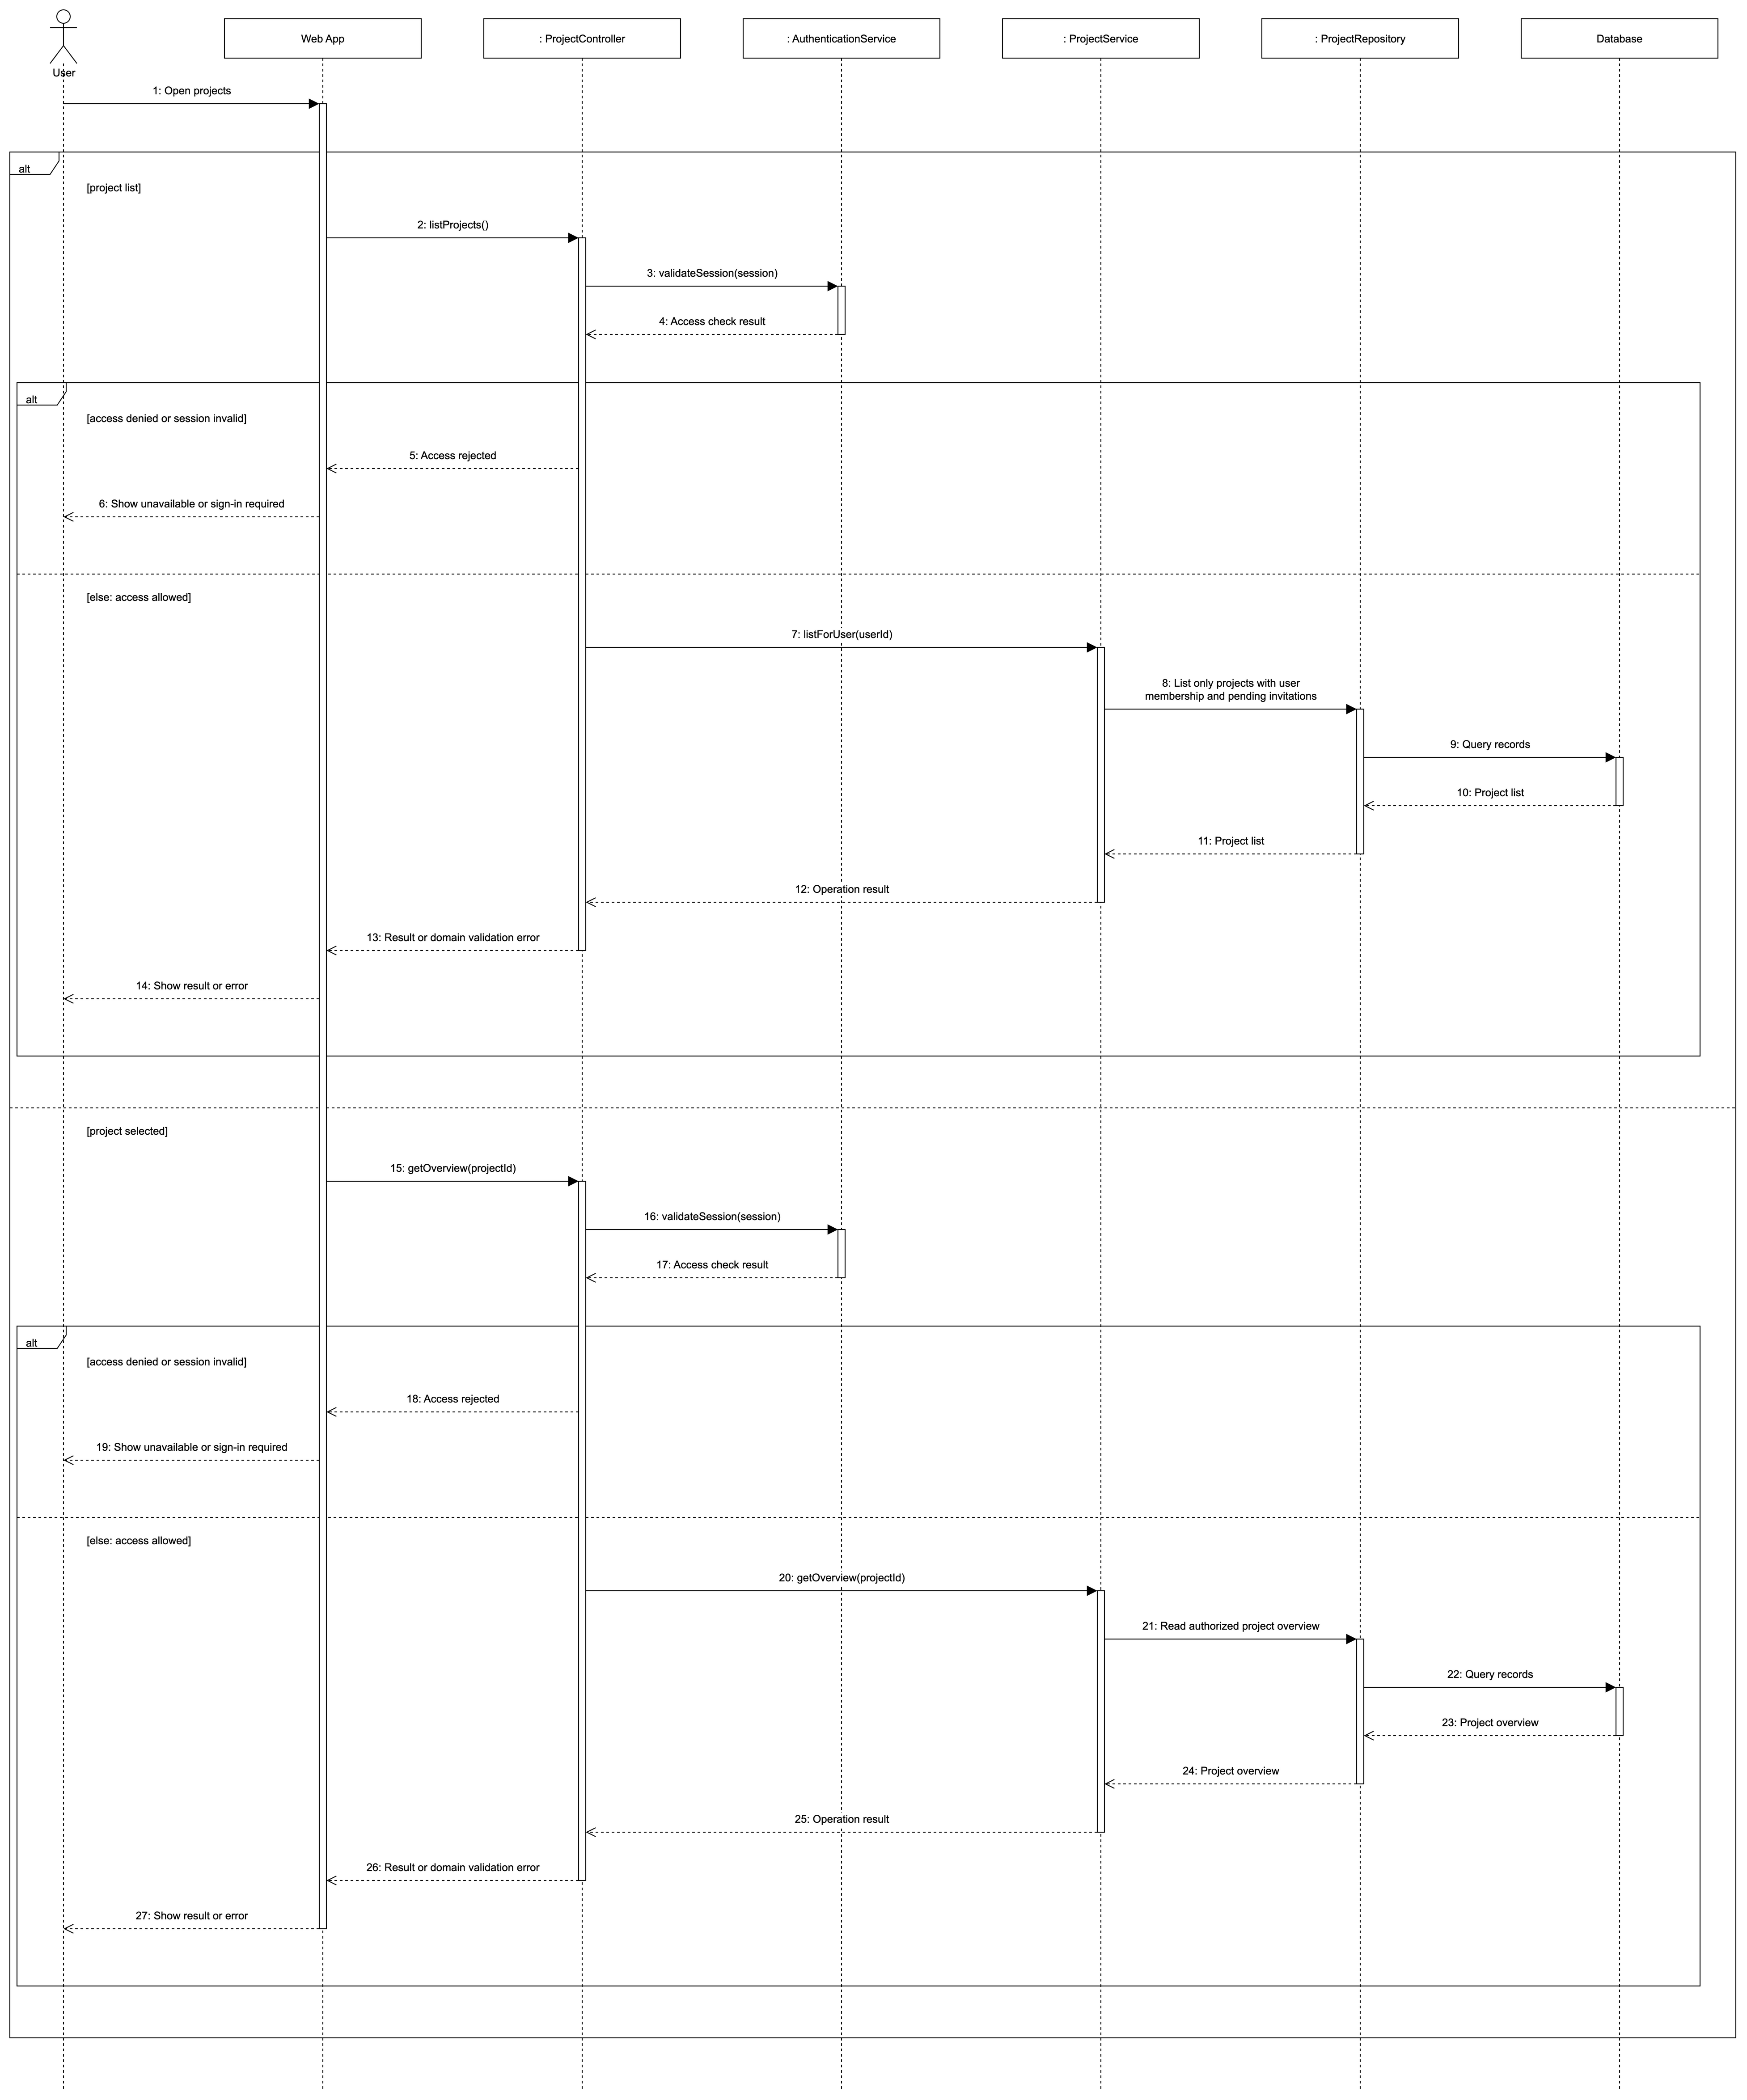 User
Web App
: ProjectController
: AuthenticationService
: ProjectService
: ProjectRepository
Database
1: Open projects
alt
[project list]
2: listProjects()
3: validateSession(session)
4: Access check result
alt
[access denied or session invalid]
5: Access rejected
6: Show unavailable or sign-in required
[else: access allowed]
7: listForUser(userId)
8: List only projects with user
membership and pending invitations
9: Query records
10: Project list
11: Project list
12: Operation result
13: Result or domain validation error
14: Show result or error
[project selected]
15: getOverview(projectId)
16: validateSession(session)
17: Access check result
alt
[access denied or session invalid]
18: Access rejected
19: Show unavailable or sign-in required
[else: access allowed]
20: getOverview(projectId)
21: Read authorized project overview
22: Query records
23: Project overview
24: Project overview
25: Operation result
26: Result or domain validation error
27: Show result or error